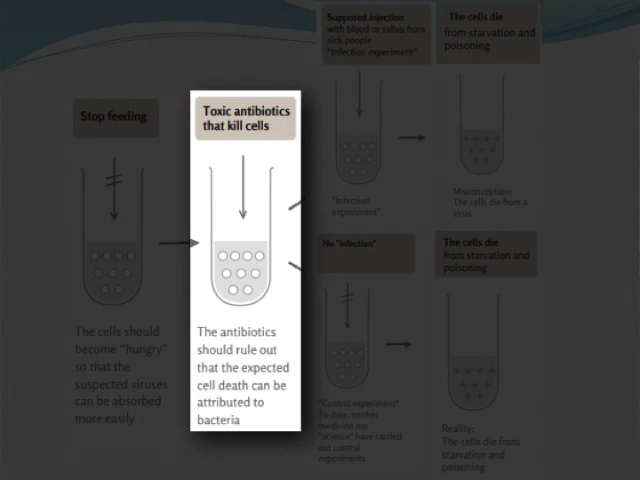 Stop feeding
The cells should
become "hungry"
so that the
suspected viruses
can be absorbed
more easily
Toxic antibiotics
that kill cells
The antibiotics
should rule out
that the expected
cell death can be
attributed to
bacteria
Supposed injection
with blood or saliva from
sick people
"Infection experiment"
"Infection
experiment"
The cells die
from starvation and
poisoning
Misconception:
The cells die from a
virus
No "infection"
"Control experiment"
To date, neither
medicine nor
"science" have carried
out control
experiments
The cells die
from starvation and
poisoning
Reality:
The cells die from
starvation and
poisoning